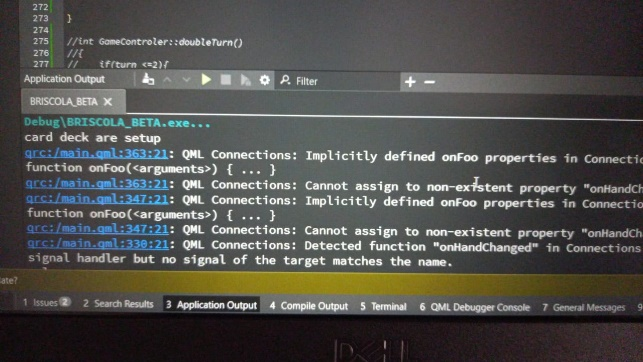 272
273 }
274
275 //int GameControler::doubleTurn()
276 //{
277 // if(turn <=2){
Application Output Filter
BRISCOLA_BETA
Debug\BRISCOLA_BETA.exe...
card deck are setup
qrc:/main.qml:363:21: QML Connections: Implicitly defined onFoo properties in Connectio
function onFoo(<arguments>) { ... }
qrc:/main.qml:363:21: QML Connections: Cannot assign to non-existent property "onHandCh
qrc:/main.qml:347:21: QML Connections: Implicitly defined onFoo properties in Connectio
function onFoo(<arguments>) { ... }
qrc:/main.qml:347:21: QML Connections: Cannot assign to non-existent property "onHandCh
qrc:/main.qml:330:21: QML Connections: Detected function "onHandChanged" in Connections
signal handler but no signal of the target matches the name.
ate?
1 Issues 2 2 Search Results 3 Application Output 4 Compile Output 5 Terminal 6 QML Debugger Console 7 General Messages 9
DELL